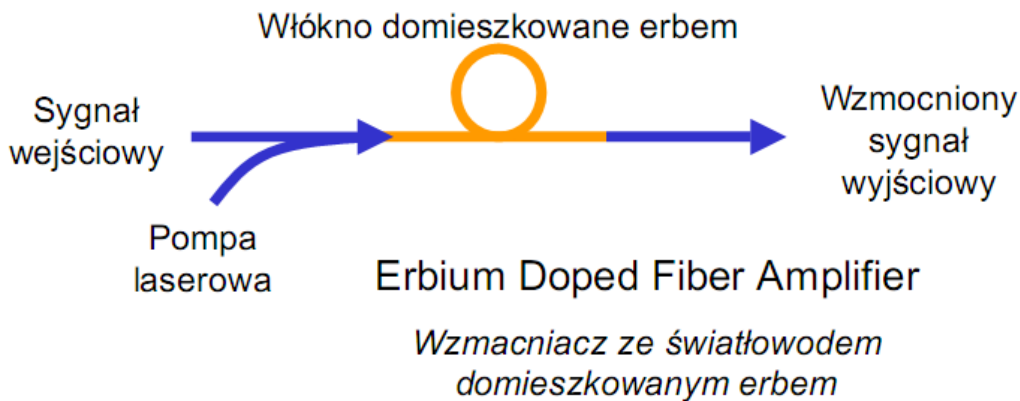 Włókno domieszkowane erbem
Sygnał
wejściowy
Wzmocniony
sygnał
wyjściowy
Pompa
laserowa
Erbium Doped Fiber Amplifier
Wzmacniacz ze światłowodem
domieszkowanym erbem